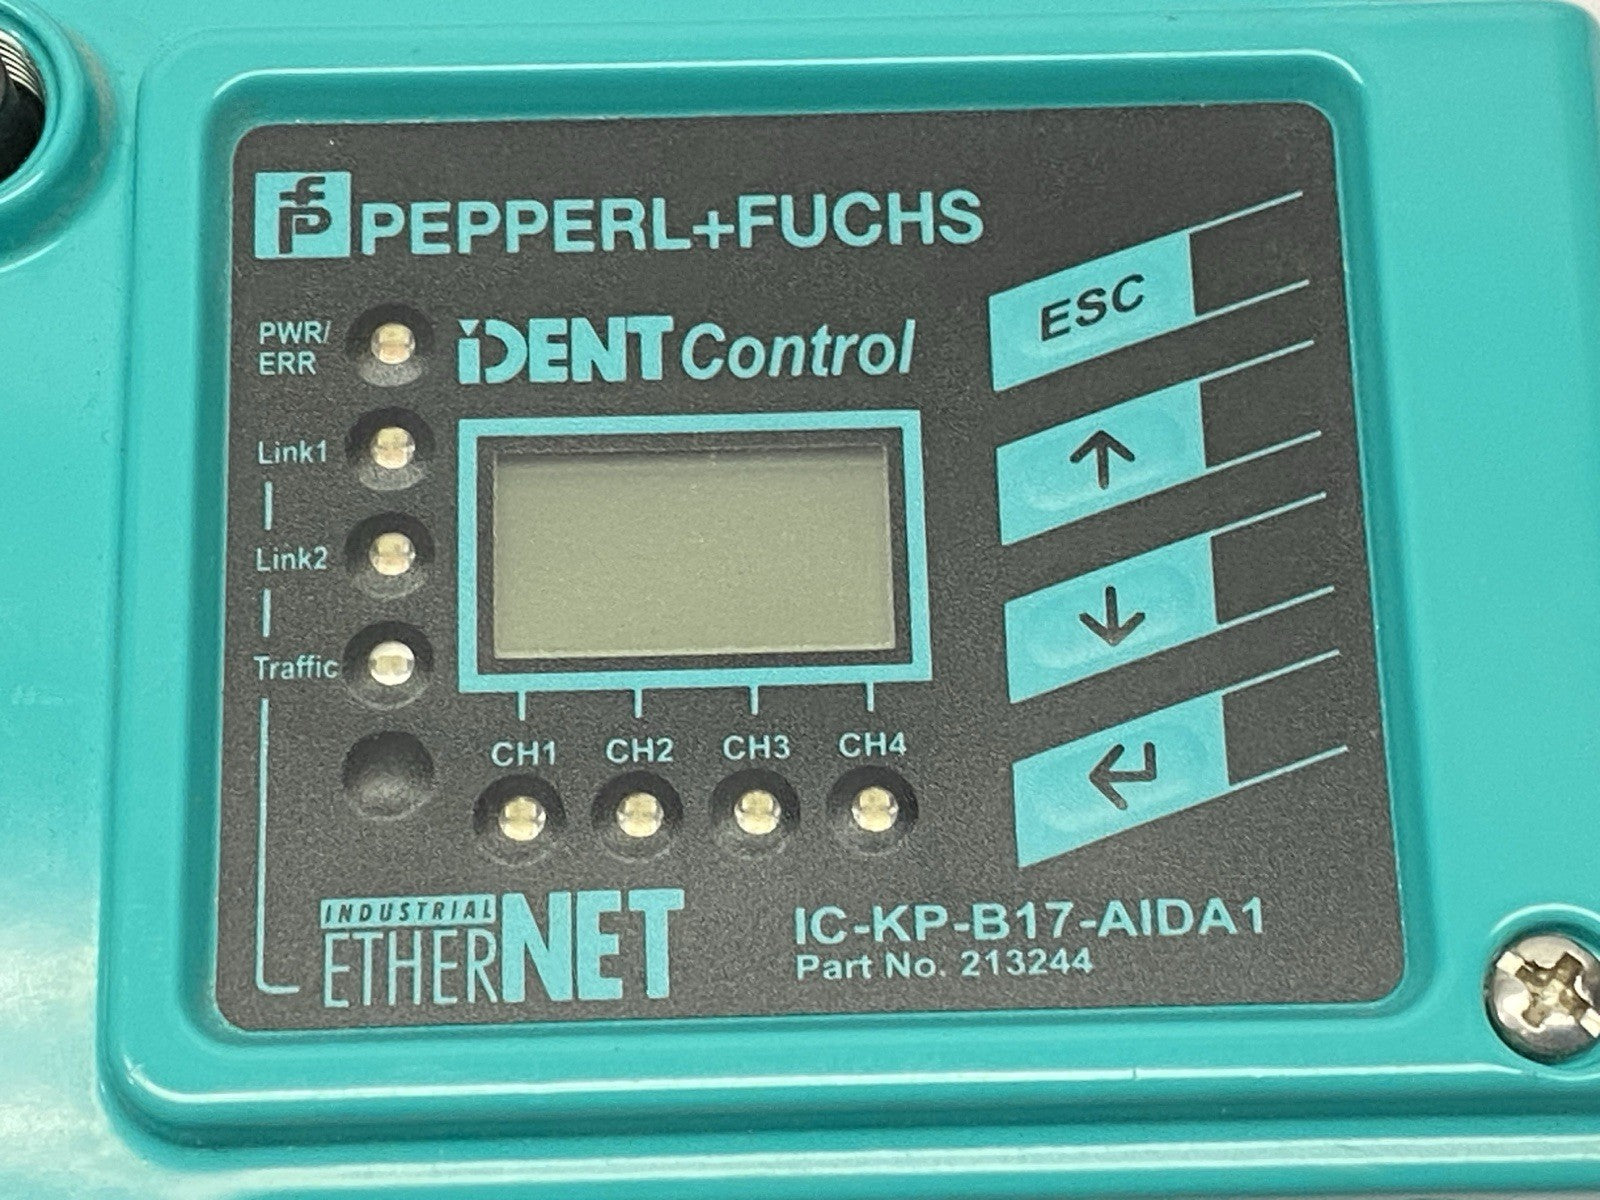 PEPPERL+FUCHS
ESC
PWR/
ERR
IDENT Control
Link1
Link2
Traffic
CH1 CH2 CH3 CH4
INDUSTRIAL
ETHERNET
IC-KP-B17-AIDA1
Part No. 213244